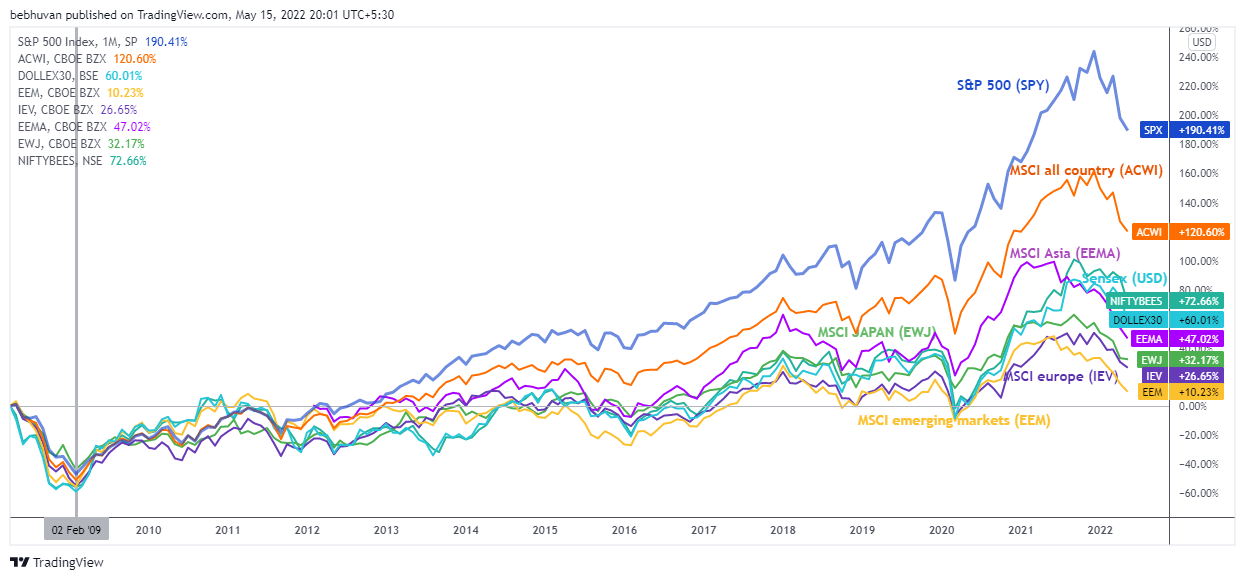 bebhuvan published on TradingView.com, May 15, 2022 20:01 UTC+5:30
S&P 500 Index, 1M, SP 190.41%
ACWI, CBOE BZX 120.60%
DOLLEX30, BSE 60.01%
EEM, CBOE BZX 10.23%
IEV, CBOE BZX 26.65%
EEMA, CBOE BZX 47.02%
EWJ, CBOE BZX 32.17%
NIFTYBEES, NSE 72.66%
260.00%
USD
240.00%
S&P 500 (SPY)
220.00%
200.00%
SPX +190.41%
180.00%
MSCI all country (ACWI)
160.00%
140.00%
ACWI +120.60%
MSCI Asia (EEMA)
100.00%
Sensex (USD)
80.00%
NIFTYBEES +72.66%
DOLLEX30 +60.01%
MSCI JAPAN (EWJ)
EEMA +47.02%
40.00%
EWJ +32.17%
MSCI europe (IEV)
IEV +26.65%
EEM +10.23%
0.00%
MSCI emerging markets (EEM)
−20.00%
−40.00%
−60.00%
02 Feb '09 2010 2011 2012 2013 2014 2015 2016 2017 2018 2019 2020 2021 2022
TradingView